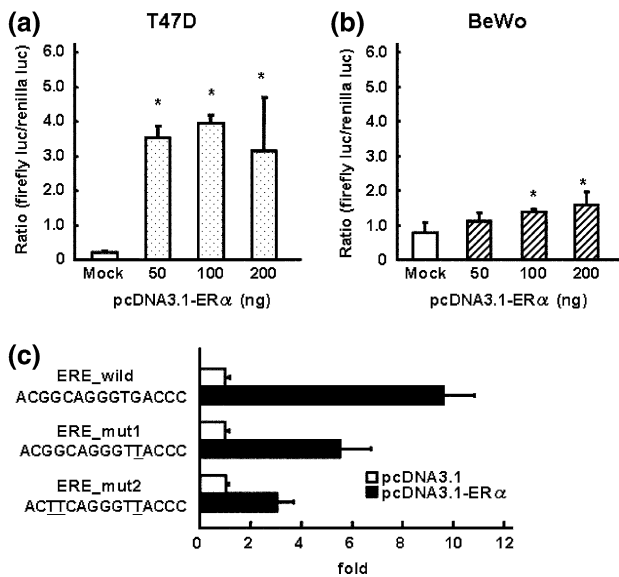 (a)
T47D
Ratio (firefly luc/renilla luc)
6.0
5.0
4.0
3.0
2.0
1.0
0
*
*
*
Mock
50
100
200
pcDNA3.1-ERα (ng)
(b)
BeWo
Ratio (firefly luc/renilla luc)
6.0
5.0
4.0
3.0
2.0
1.0
0
*
*
Mock
50
100
200
pcDNA3.1-ERα (ng)
(c)
ERE_wild
ACGGCAGGGTGACCC
ERE_mut1
ACGGCAGGGTTACCC
ERE_mut2
ACTTCAGGGTTACCC
pcDNA3.1
pcDNA3.1-ERα
0 2 4 6 8 10 12
fold